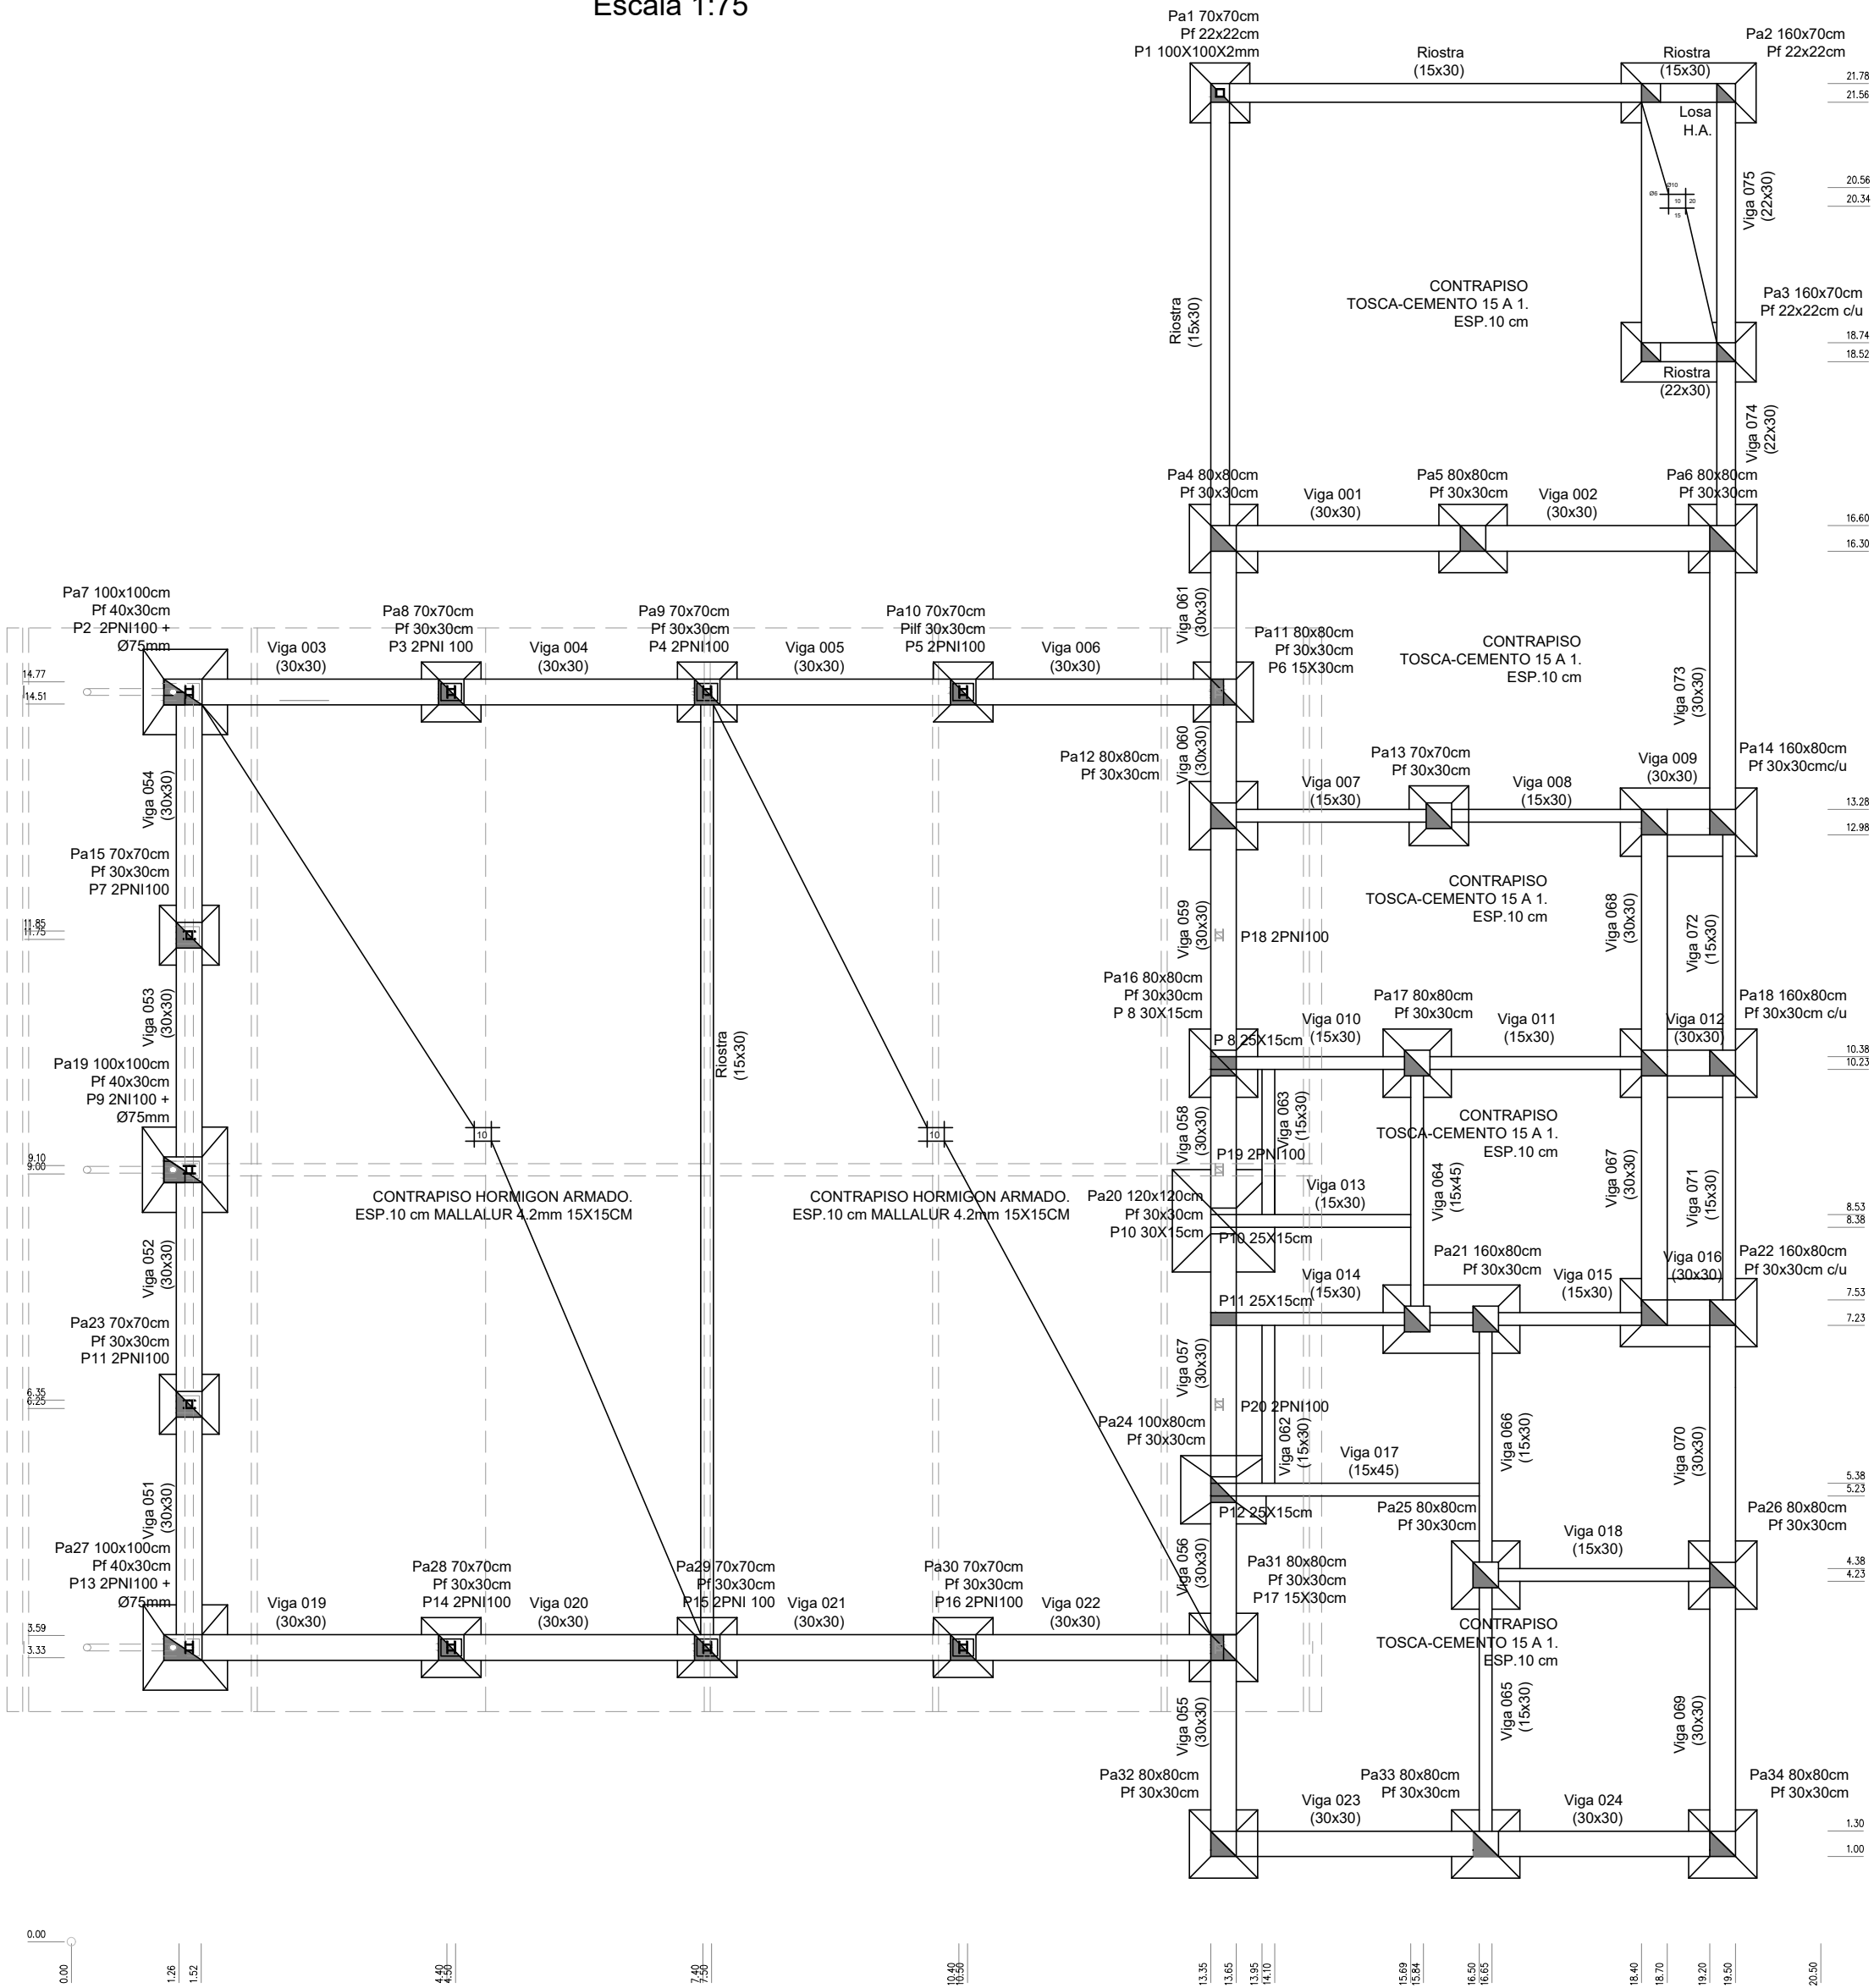 Escala 1:75
Pa1 70x70cm
Pf 22x22cm
P1 100X100X2mm
Riostra
(15x30)
Riostra
(15x30)
Pa2 160x70cm
Pf 22x22cm
21.78
21.56
Losa
H.A.
Ø10
Ø6
10
20
15
Viga 075
(22x30)
20.56
20.34
CONTRAPISO
TOSCA-CEMENTO 15 A 1.
ESP.10 cm
Riostra
(15x30)
Pa3 160x70cm
Pf 22x22cm c/u
18.74
18.52
Riostra
(22x30)
Viga 074
(22x30)
Pa4 80x80cm
Pf 30x30cm
Viga 001
(30x30)
Pa5 80x80cm
Pf 30x30cm
Viga 002
(30x30)
Pa6 80x80cm
Pf 30x30cm
16.60
16.30
Pa7 100x100cm
Pf 40x30cm
P2 2PNI100 +
Ø75mm
Viga 003
(30x30)
Pa8 70x70cm
Pf 30x30cm
P3 2PNI 100
Viga 004
(30x30)
Pa9 70x70cm
Pf 30x30cm
P4 2PNI100
Viga 005
(30x30)
Pa10 70x70cm
Pilf 30x30cm
P5 2PNI100
Viga 006
(30x30)
Viga 061
(30x30)
Pa11 80x80cm
Pf 30x30cm
P6 15X30cm
CONTRAPISO
TOSCA-CEMENTO 15 A 1.
ESP.10 cm
Viga 073
(30x30)
14.77
14.51
Viga 054
(30x30)
Pa12 80x80cm
Pf 30x30cm
Viga 060
(30x30)
Viga 007
(15x30)
Pa13 70x70cm
Pf 30x30cm
Viga 008
(15x30)
Viga 009
(30x30)
Pa14 160x80cm
Pf 30x30cmc/u
13.28
12.98
Pa15 70x70cm
Pf 30x30cm
P7 2PNI100
11.85
11.75
CONTRAPISO
TOSCA-CEMENTO 15 A 1.
ESP.10 cm
Viga 059
(30x30)
P18 2PNI100
Viga 068
(30x30)
Viga 072
(15x30)
Viga 053
(30x30)
Riostra
(15x30)
Pa16 80x80cm
Pf 30x30cm
P 8 30X15cm
P 8 25X15cm
Viga 010
(15x30)
Pa17 80x80cm
Pf 30x30cm
Viga 011
(15x30)
Viga 012
(30x30)
Pa18 160x80cm
Pf 30x30cm c/u
10.38
10.23
Pa19 100x100cm
Pf 40x30cm
P9 2NI100 +
Ø75mm
9.10
9.00
10
10
Viga 058
(30x30)
Viga 063
(15x30)
CONTRAPISO
TOSCA-CEMENTO 15 A 1.
ESP.10 cm
P19 2PNI100
Viga 064
(15x45)
Viga 067
(30x30)
Viga 071
(15x30)
CONTRAPISO HORMIGON ARMADO.
ESP.10 cm MALLALUR 4.2mm 15X15CM
CONTRAPISO HORMIGON ARMADO.
ESP.10 cm MALLALUR 4.2mm 15X15CM
Pa20 120x120cm
Pf 30x30cm
P10 30X15cm
P10 25X15cm
Viga 013
(15x30)
8.53
8.38
Viga 052
(30x30)
Viga 014
(15x30)
P11 25X15cm
Pa21 160x80cm
Pf 30x30cm
Viga 015
(15x30)
Viga 016
(30x30)
Pa22 160x80cm
Pf 30x30cm c/u
7.53
7.23
Pa23 70x70cm
Pf 30x30cm
P11 2PNI100
6.35
6.25
Viga 057
(30x30)
P20 2PNI100
Pa24 100x80cm
Pf 30x30cm
Viga 062
(15x30)
Viga 017
(15x45)
Viga 066
(15x30)
Viga 070
(30x30)
5.38
5.23
Viga 051
(30x30)
P12 25X15cm
Pa25 80x80cm
Pf 30x30cm
Viga 018
(15x30)
Pa26 80x80cm
Pf 30x30cm
4.38
4.23
Pa27 100x100cm
Pf 40x30cm
P13 2PNI100 +
Ø75mm
3.59
3.33
Viga 019
(30x30)
Pa28 70x70cm
Pf 30x30cm
P14 2PNI100
Viga 020
(30x30)
Pa29 70x70cm
Pf 30x30cm
P15 2PNI 100
Viga 021
(30x30)
Pa30 70x70cm
Pf 30x30cm
P16 2PNI100
Viga 022
(30x30)
Viga 056
(30x30)
Pa31 80x80cm
Pf 30x30cm
P17 15X30cm
CONTRAPISO
TOSCA-CEMENTO 15 A 1.
ESP.10 cm
Viga 055
(30x30)
Viga 065
(15x30)
Viga 069
(30x30)
Pa32 80x80cm
Pf 30x30cm
Viga 023
(30x30)
Pa33 80x80cm
Pf 30x30cm
Viga 024
(30x30)
Pa34 80x80cm
Pf 30x30cm
1.30
1.00
0.00
0.00
1.26
1.52
4.40
4.50
7.40
7.50
10.40
10.50
13.35
13.65
13.95
14.10
15.69
15.84
16.50
16.65
18.40
18.70
19.20
19.50
20.50